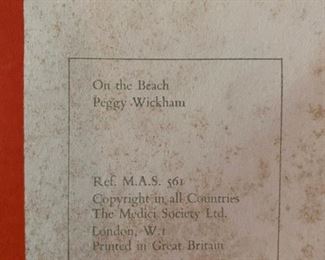 On the Beach
Peggy Wickham
Ref. M.A.S. 561
Copyright in all Countries
The Medici Society Ltd.
London, W.1
Printed in Great Britain